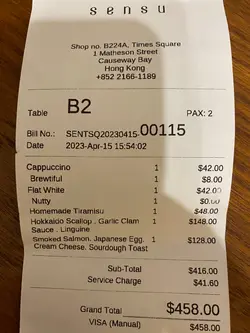 sensu
Shop no. B224A, Times Square
1 Matheson Street
Causeway Bay
Hong Kong
+852 2166-1189
Table B2 PAX: 2
Bill No.: SENTSQ20230415-00115
Date 2023-Apr-15 15:54:02
Cappuccino 1 $42.00
Brewtiful 1 $8.00
Flat White 1 $42.00
Nutty 1 $0.00
Homemade Tiramisu 1 $48.00
Hokkaido Scallop . Garlic Clam 1 $148.00
Sauce . Linguine
Smoked Salmon. Japanese Egg. 1 $128.00
Cream Cheese. Sourdough Toast
Sub-Total $416.00
Service Charge $41.60
Grand Total $458.00
VISA (Manual) $458.00